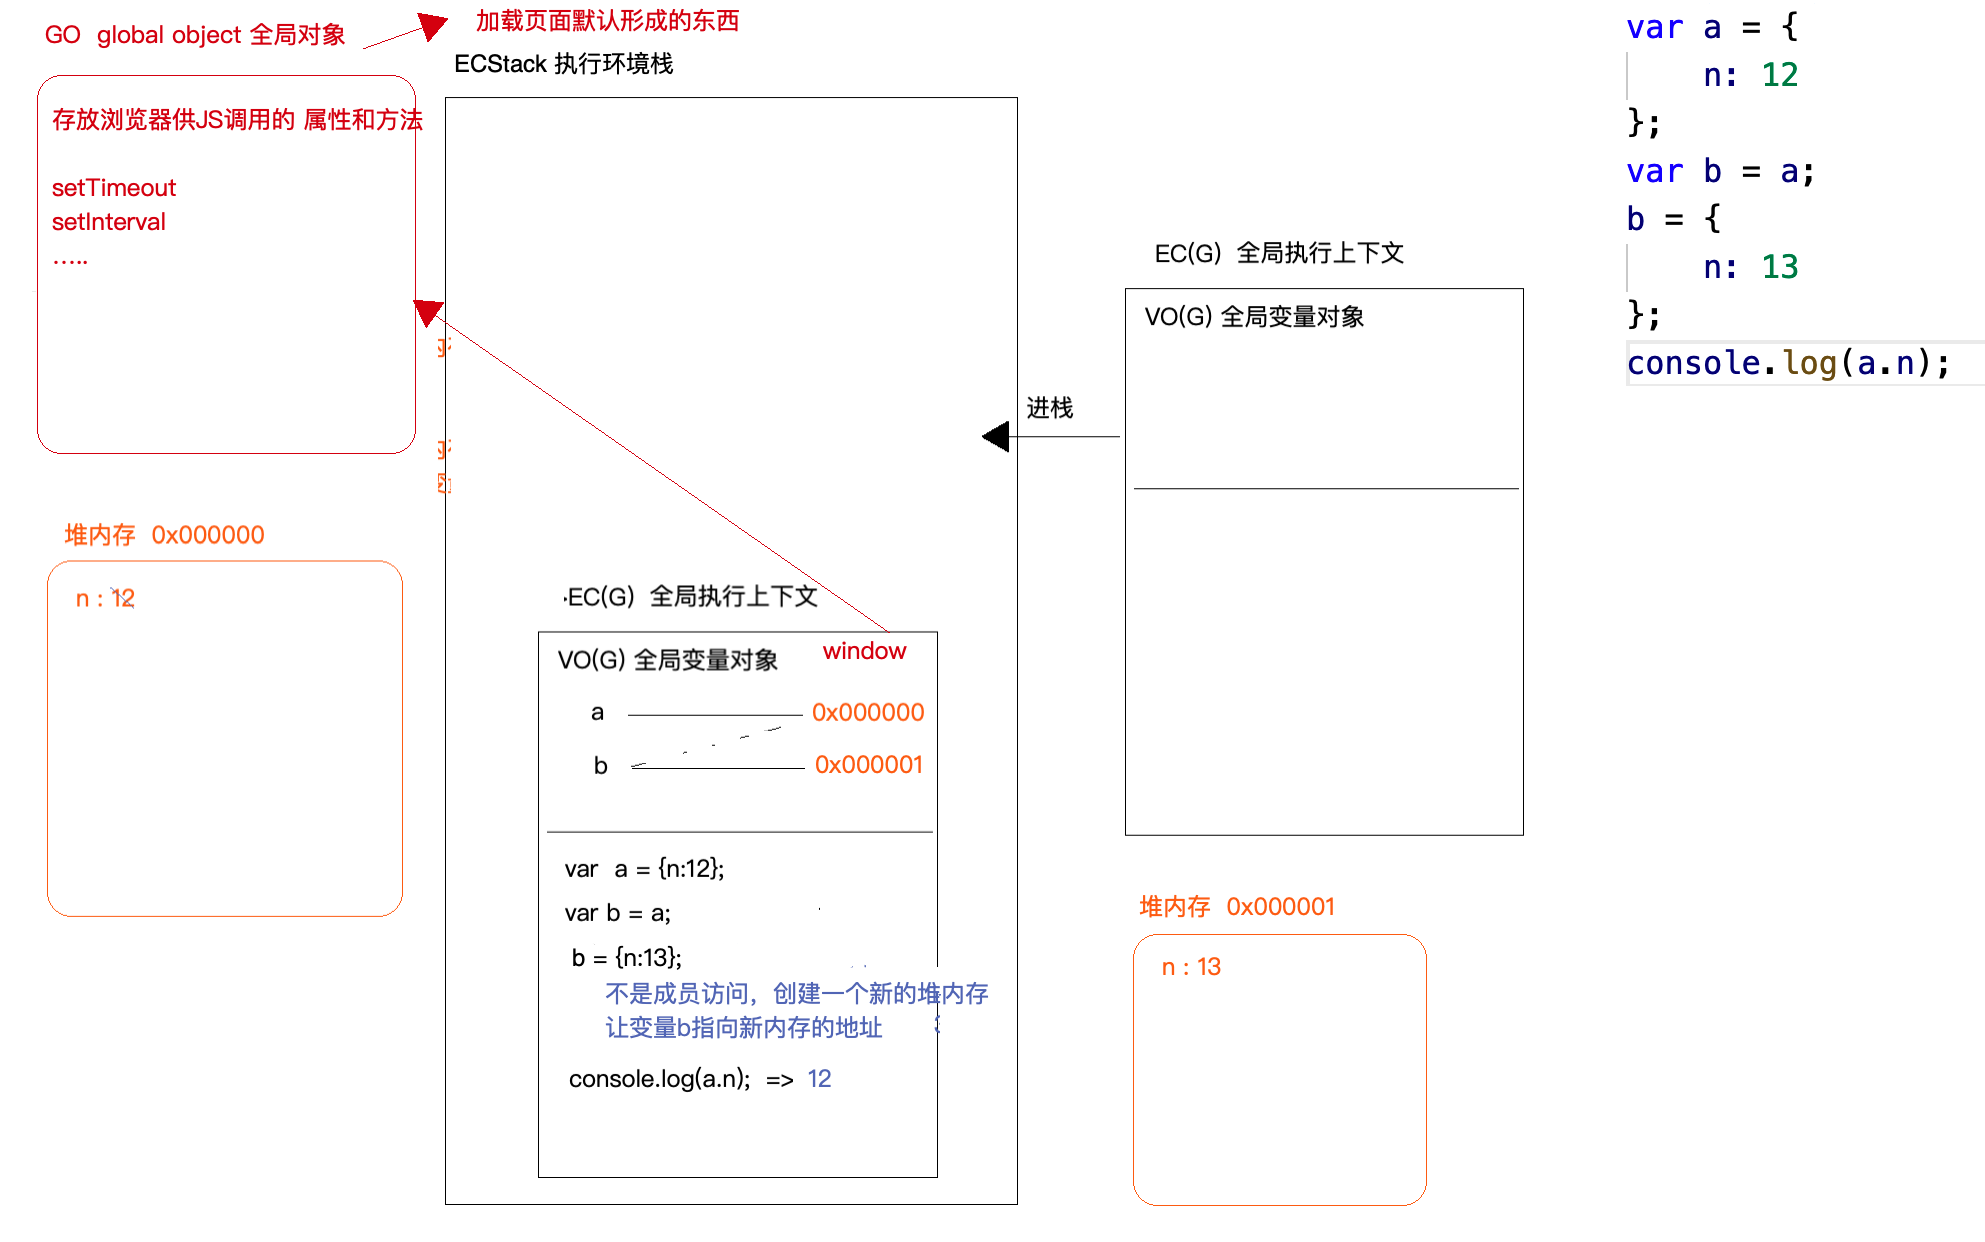 GO global object 全局对象
加载页面默认形成的东西
ECStack 执行环境栈
存放浏览器供JS调用的 属性和方法
setTimeout
setInterval
.....
堆内存 0x000000
n : 12
EC(G) 全局执行上下文
VO(G) 全局变量对象
window
a
0x000000
b
0x000001
var a = {n:12};
var b = a;
b = {n:13};
不是成员访问，创建一个新的堆内存
让变量b指向新内存的地址
console.log(a.n); => 12
进栈
EC(G) 全局执行上下文
VO(G) 全局变量对象
堆内存 0x000001
n : 13
var a = {
n: 12
};
var b = a;
b = {
n: 13
};
console.log(a.n);